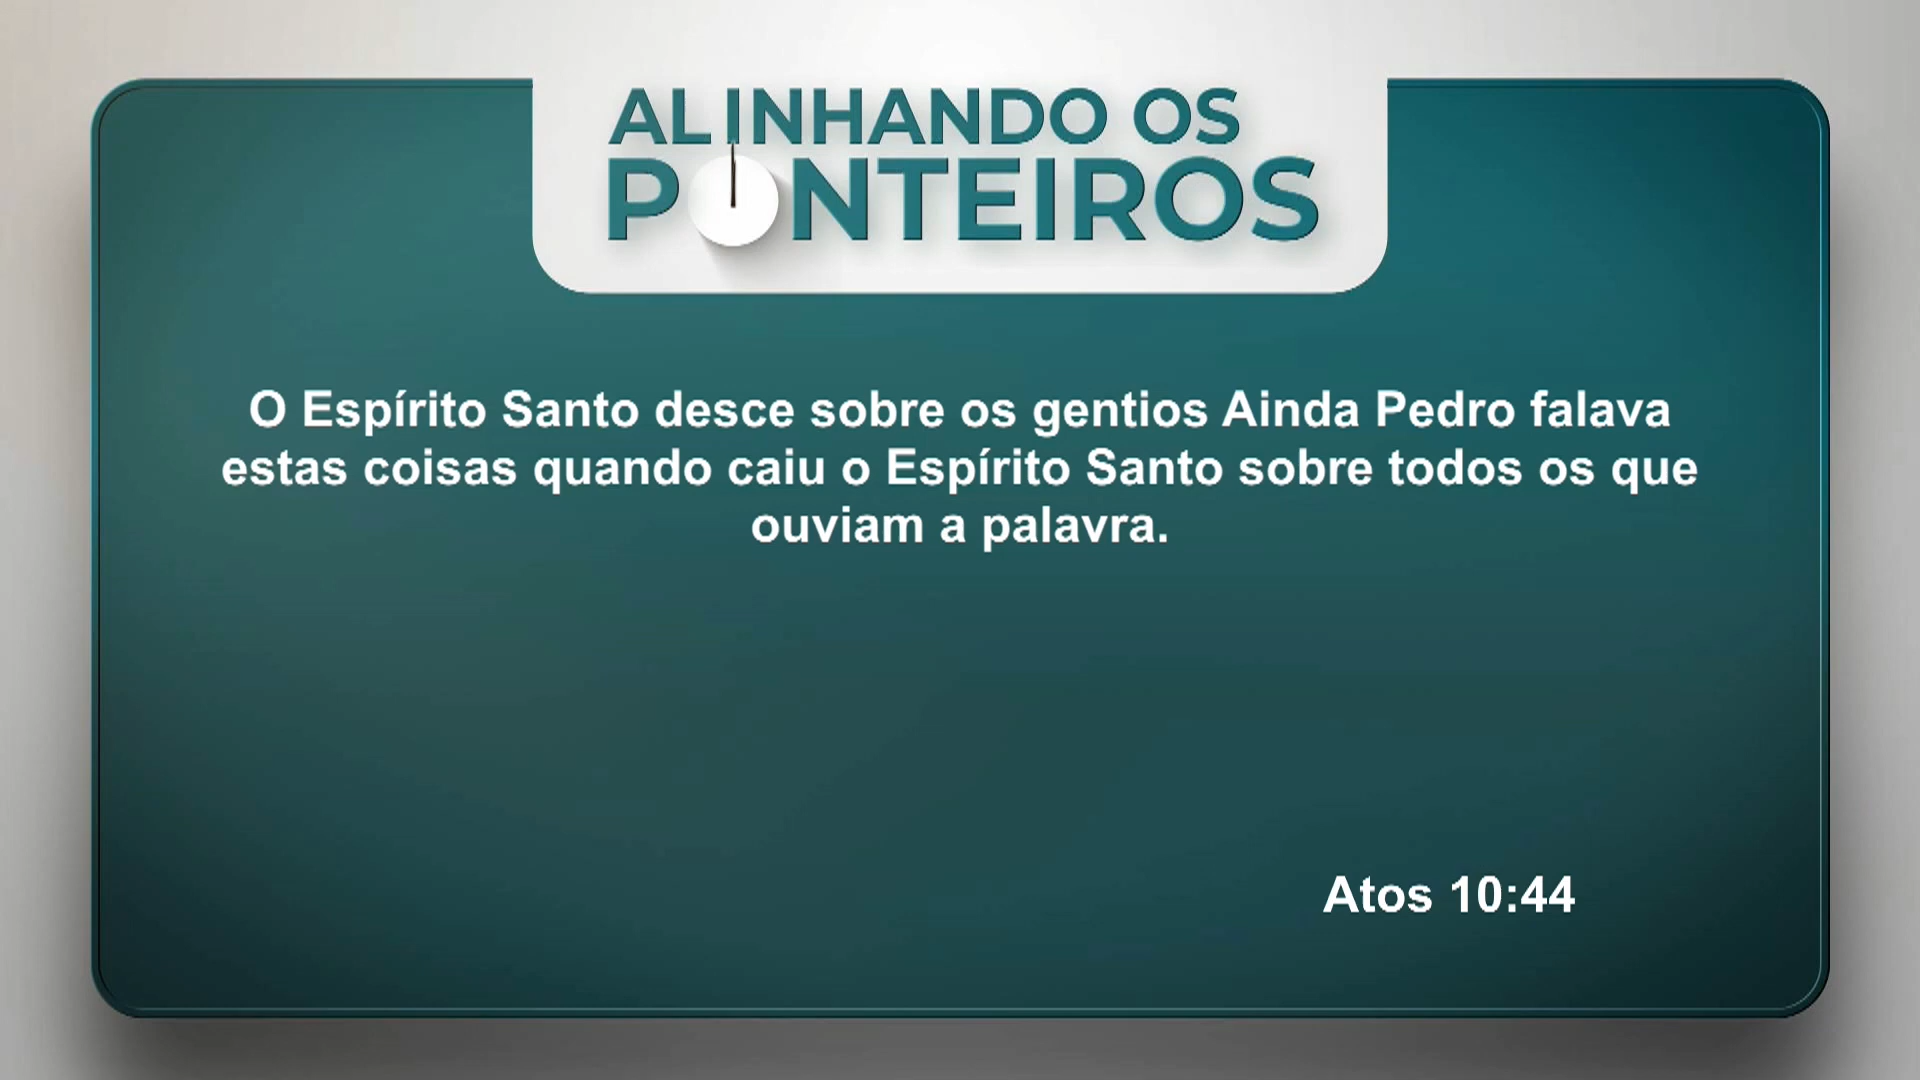 ALINHANDO OS
PONTEIROS
O Espírito Santo desce sobre os gentios Ainda Pedro falava
estas coisas quando caiu o Espírito Santo sobre todos os que
ouviam a palavra.
Atos 10:44